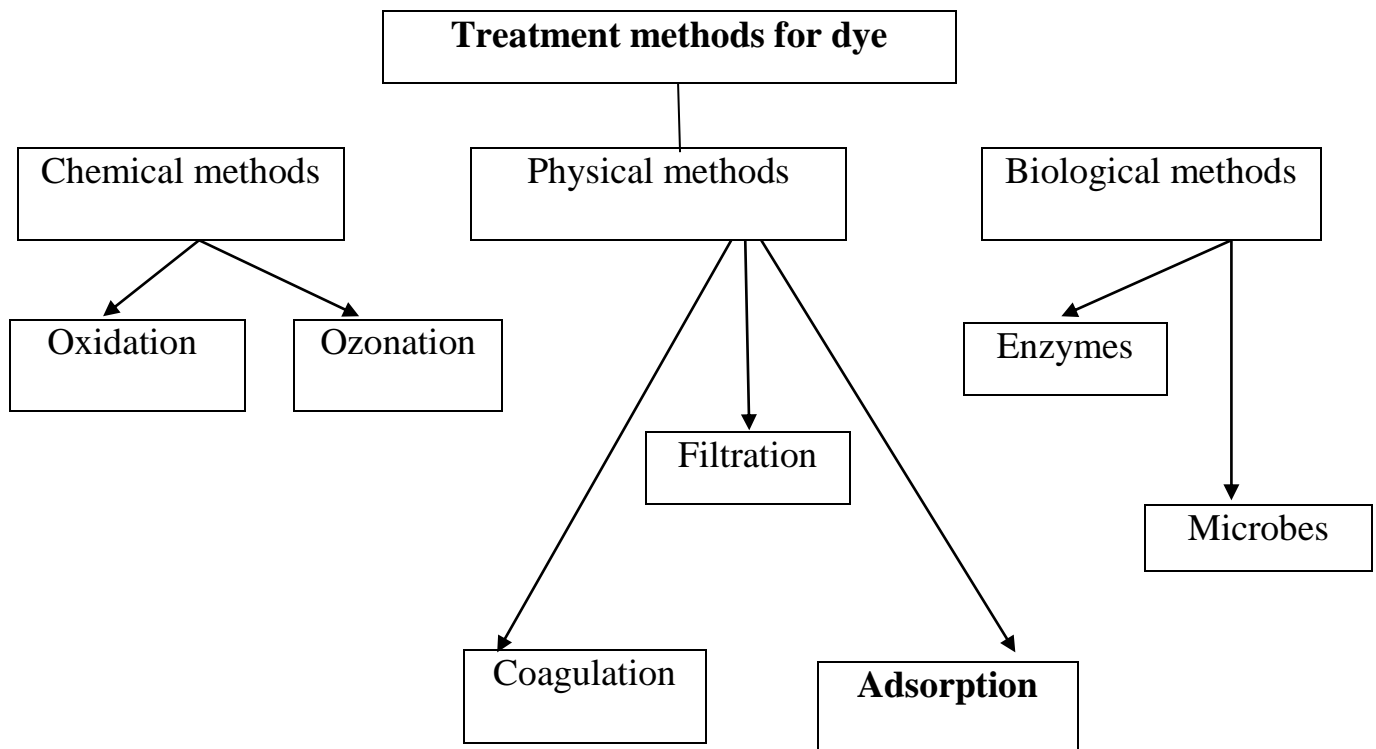 Treatment methods for dye
Chemical methods
Physical methods
Biological methods
Oxidation
Ozonation
Enzymes
Filtration
Microbes
Coagulation
Adsorption